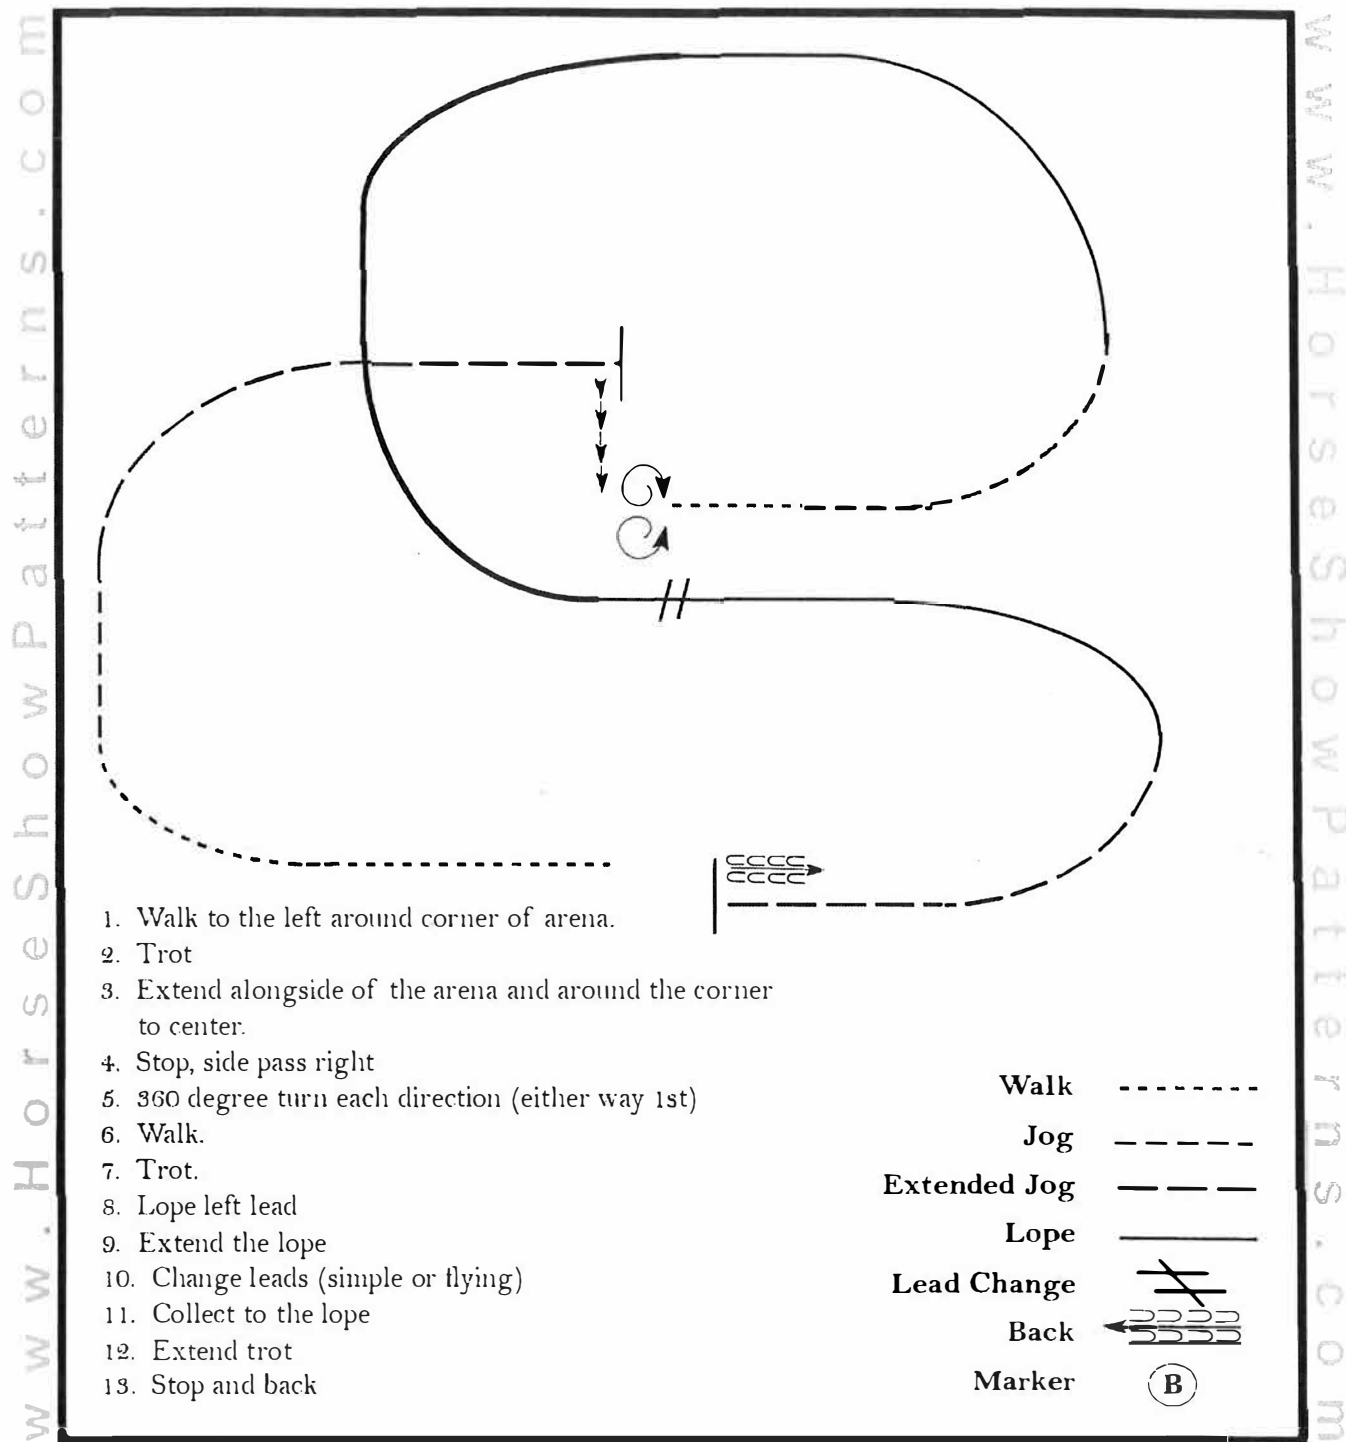 www.HorseShowPatterns.com
www.HorseShowPatterns.com
1. Walk to the left around corner of arena.
2. Trot
3. Extend alongside of the arena and around the corner
to center.
4. Stop, side pass right
5. 360 degree turn each direction (either way 1st)
6. Walk.
7. Trot.
8. Lope left lead
9. Extend the lope
10. Change leads (simple or flying)
11. Collect to the lope
12. Extend trot
13. Stop and back
Walk
Jog
Extended Jog
Lope
Lead Change
Back
Marker B